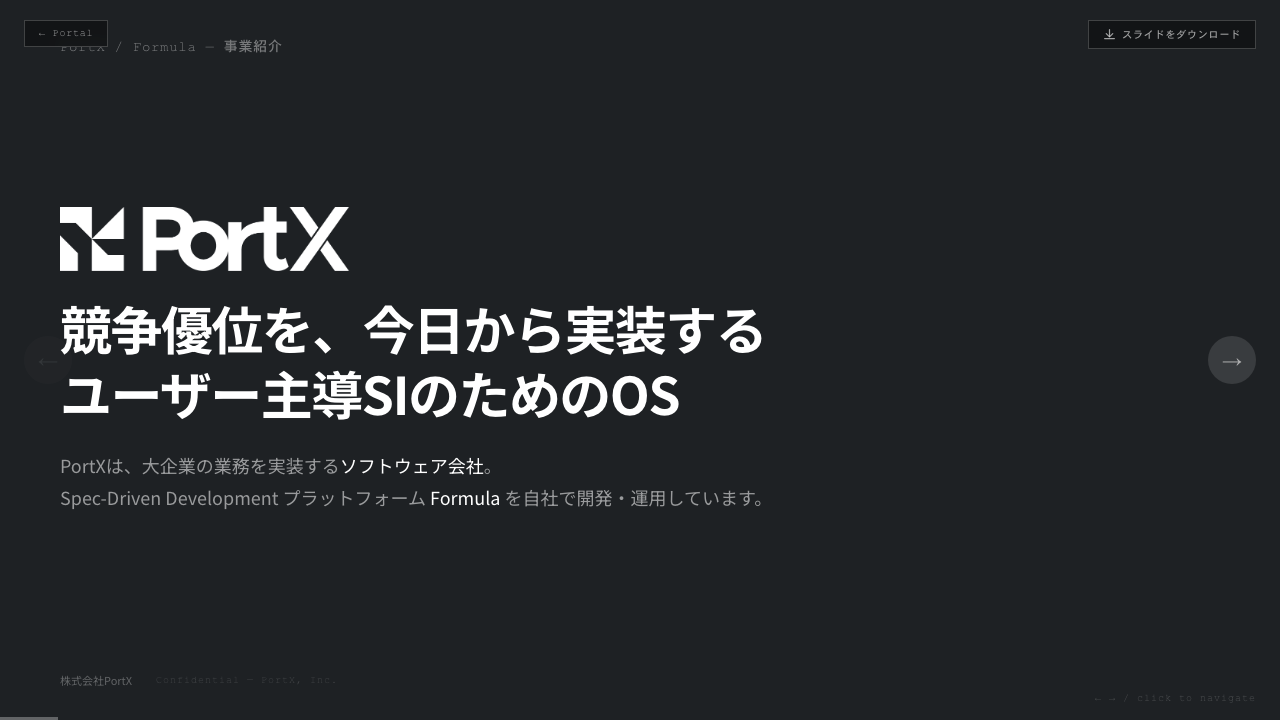 ← Portal
PortX / Formula — 事業紹介
スライドをダウンロード
PortX
競争優位を、今日から実装する
ユーザー主導SIのためのOS
PortXは、大企業の業務を実装するソフトウェア会社。
Spec-Driven Development プラットフォーム Formula を自社で開発・運用しています。
株式会社PortX Confidential — PortX, Inc.
← → / click to navigate